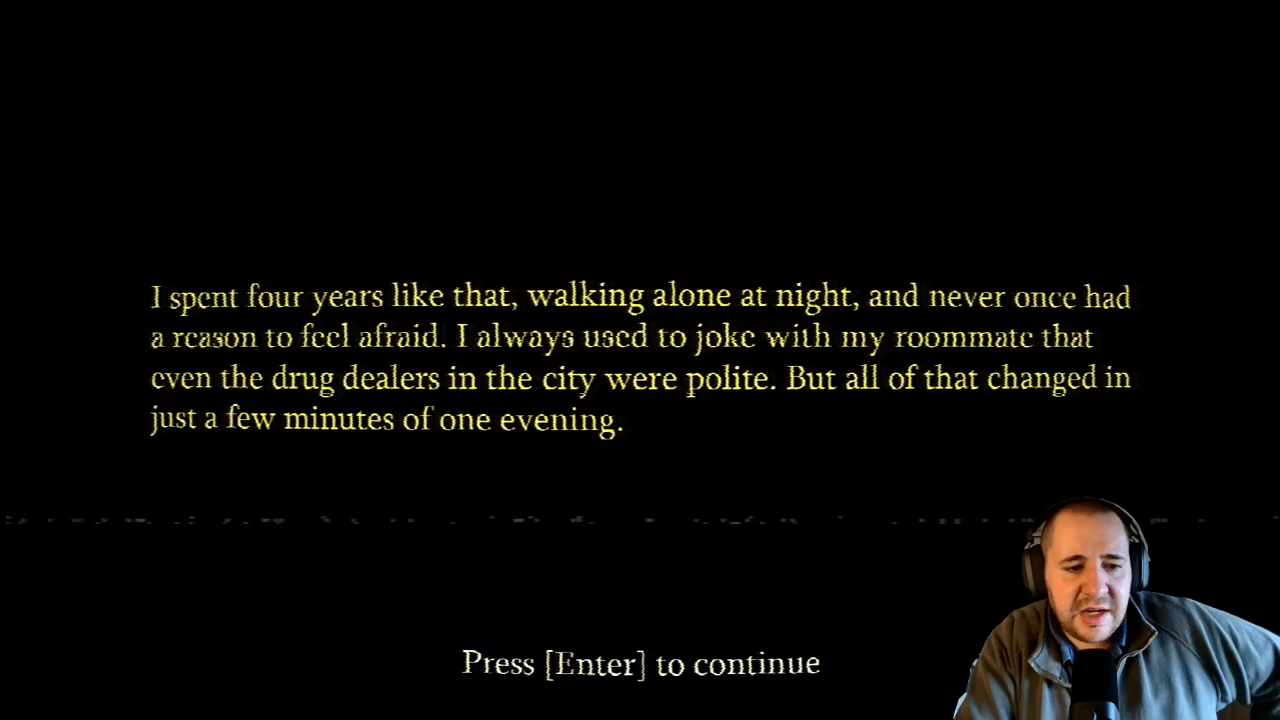 I spent four years like that, walking alone at night, and never once had
a reason to feel afraid. I always used to joke with my roommate that
even the drug dealers in the city were polite. But all of that changed in
just a few minutes of one evening.
Press [Enter] to continue